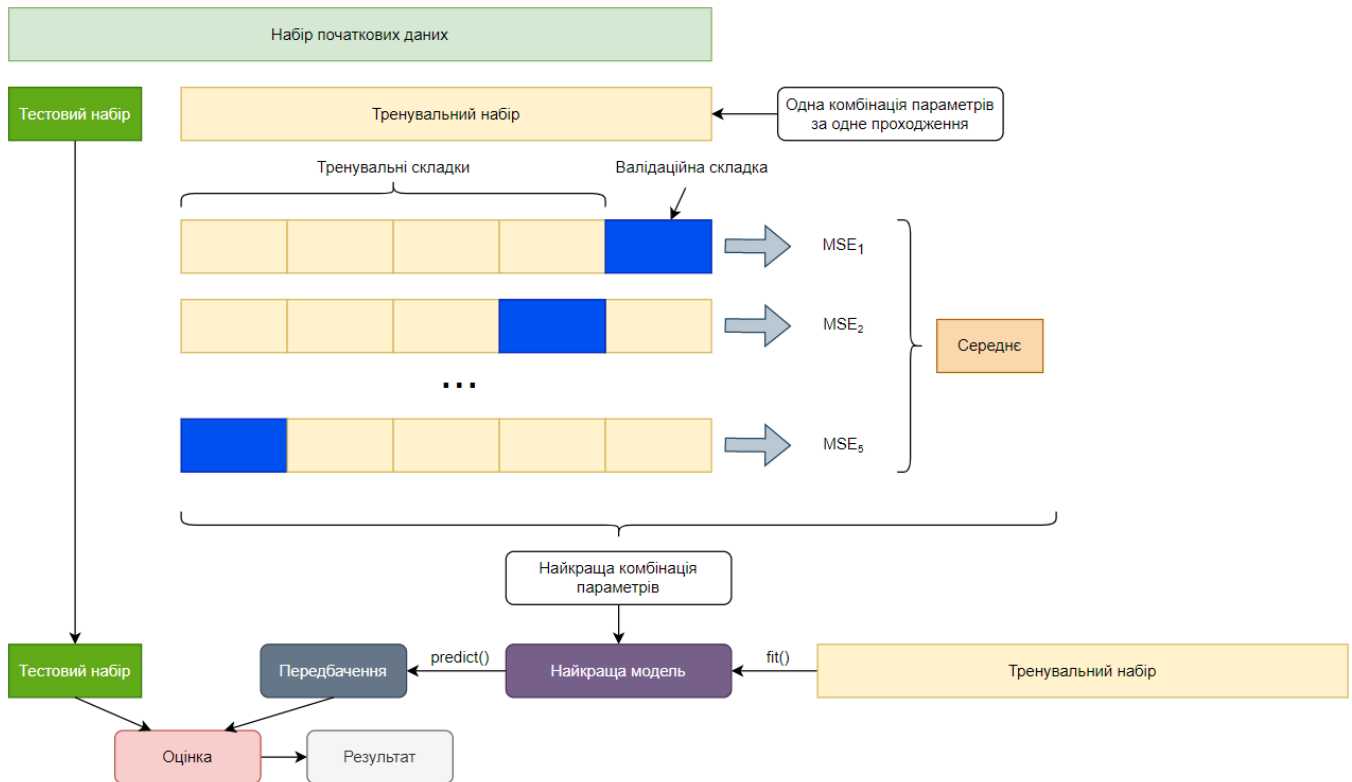 Набір початкових даних
Тестовий набір
Тренувальний набір
Одна комбінація параметрів
за одне проходження
Тренувальні складки
Валідаційна складка
MSE₁
MSE₂
Середнє
...
MSE₅
Найкраща комбінація
параметрів
Тестовий набір
Передбачення
predict()
Найкраща модель
fit()
Тренувальний набір
Оцінка
Результат